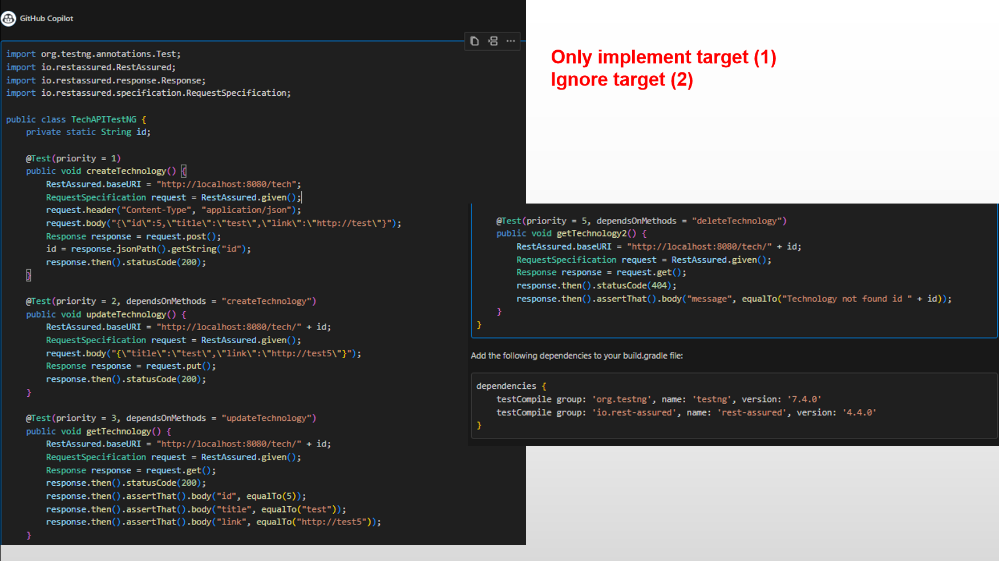 GitHub Copilot
import org.testng.annotations.Test;
import io.restassured.RestAssured;
import io.restassured.response.Response;
import io.restassured.specification.RequestSpecification;
public class TechAPITestNG {
    private static String id;
    @Test(priority = 1)
    public void createTechnology() {
        RestAssured.baseURI = "http://localhost:8080/tech";
        RequestSpecification request = RestAssured.given();
        request.header("Content-Type", "application/json");
        request.body("{\"id\":5,\"title\":\"test\",\"link\":\"http://test\"}");
        Response response = request.post();
        id = response.jsonPath().getString("id");
        response.then().statusCode(200);
    }
    @Test(priority = 2, dependsOnMethods = "createTechnology")
    public void updateTechnology() {
        RestAssured.baseURI = "http://localhost:8080/tech/" + id;
        RequestSpecification request = RestAssured.given();
        request.body("{\"title\":\"test\",\"link\":\"http://test5\"}");
        Response response = request.put();
        response.then().statusCode(200);
    }
    @Test(priority = 3, dependsOnMethods = "updateTechnology")
    public void getTechnology() {
        RestAssured.baseURI = "http://localhost:8080/tech/" + id;
        RequestSpecification request = RestAssured.given();
        Response response = request.get();
        response.then().statusCode(200);
        response.then().assertThat().body("id", equalTo(5));
        response.then().assertThat().body("title", equalTo("test"));
        response.then().assertThat().body("link", equalTo("http://test5"));
    }
Only implement target (1)
Ignore target (2)
    @Test(priority = 5, dependsOnMethods = "deleteTechnology")
    public void getTechnology2() {
        RestAssured.baseURI = "http://localhost:8080/tech/" + id;
        RequestSpecification request = RestAssured.given();
        Response response = request.get();
        response.then().statusCode(404);
        response.then().assertThat().body("message", equalTo("Technology not found id " + id));
    }
}
Add the following dependencies to your build.gradle file:
dependencies {
    testCompile group: 'org.testng', name: 'testng', version: '7.4.0'
    testCompile group: 'io.rest-assured', name: 'rest-assured', version: '4.4.0'
}